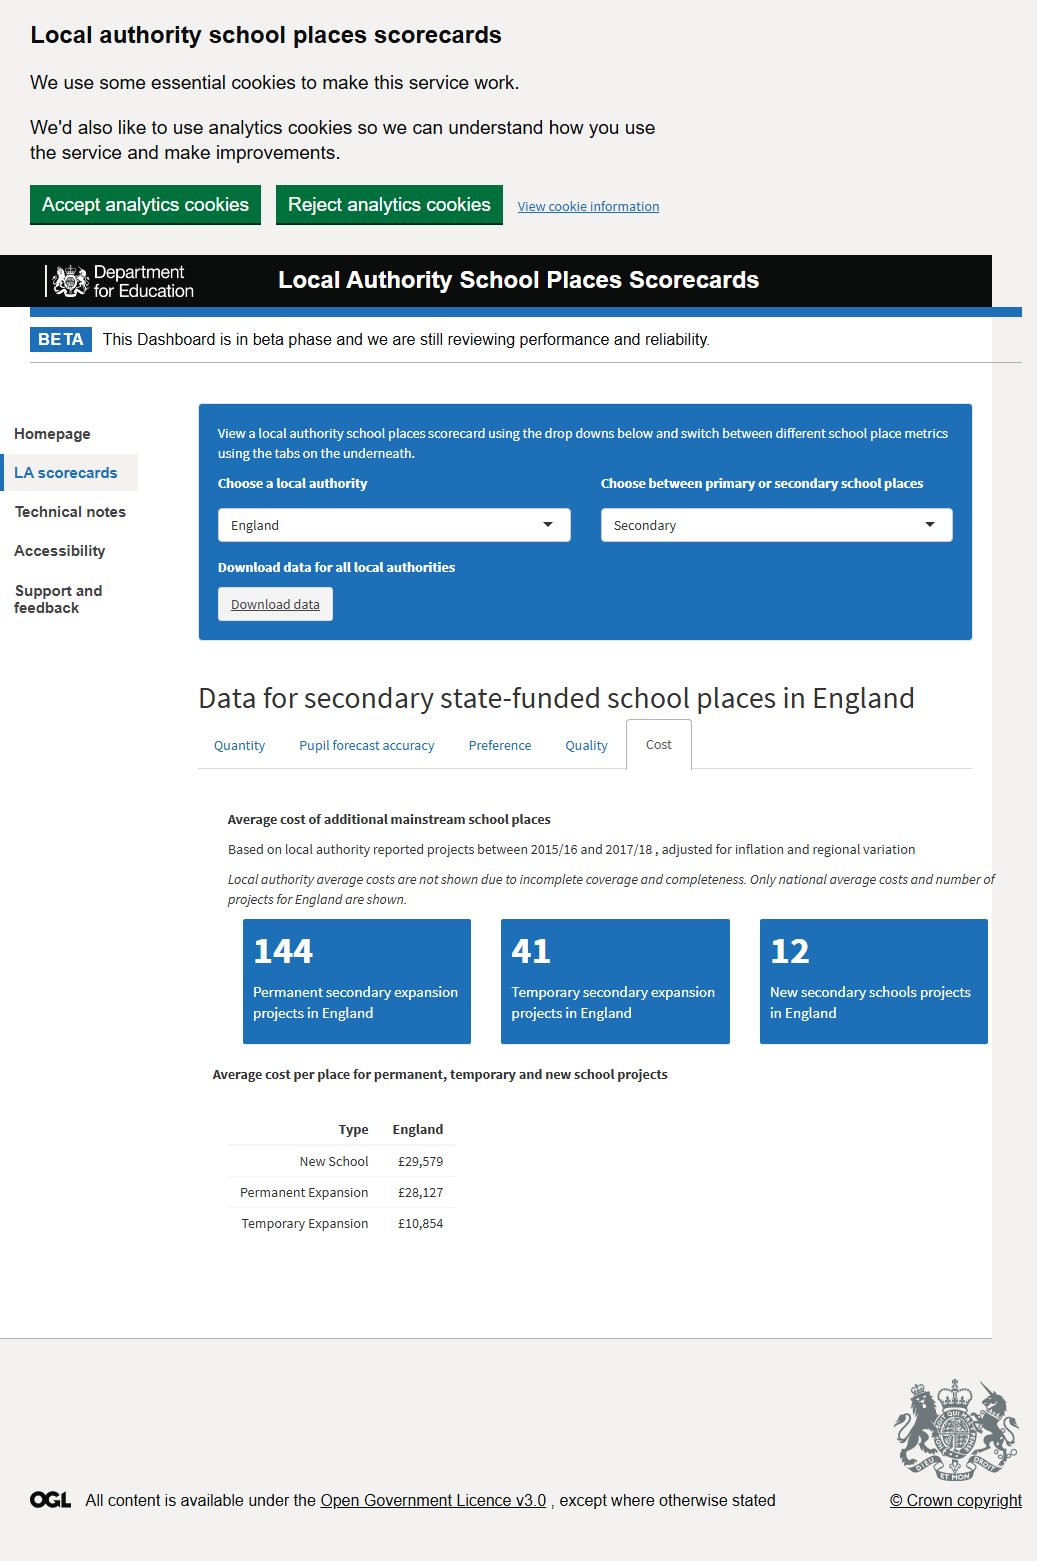 Local authority school places scorecards
We use some essential cookies to make this service work.
We'd also like to use analytics cookies so we can understand how you use
the service and make improvements.
Accept analytics cookies
Reject analytics cookies
View cookie information
Department
for Education
Local Authority School Places Scorecards
BETA
This Dashboard is in beta phase and we are still reviewing performance and reliability.
Homepage
LA scorecards
Technical notes
Accessibility
Support and
feedback
View a local authority school places scorecard using the drop downs below and switch between different school place metrics
using the tabs on the underneath.
Choose a local authority
Choose between primary or secondary school places
England
Secondary
Download data for all local authorities
Download data
Data for secondary state-funded school places in England
Quantity
Pupil forecast accuracy
Preference
Quality
Cost
Average cost of additional mainstream school places
Based on local authority reported projects between 2015/16 and 2017/18 , adjusted for inflation and regional variation
Local authority average costs are not shown due to incomplete coverage and completeness. Only national average costs and number of
projects for England are shown.
144
Permanent secondary expansion
projects in England
41
Temporary secondary expansion
projects in England
12
New secondary schools projects
in England
Average cost per place for permanent, temporary and new school projects
Type England
New School £29,579
Permanent Expansion £28,127
Temporary Expansion £10,854
DIEU ET MON DROIT
OGL
All content is available under the Open Government Licence v3.0 , except where otherwise stated
© Crown copyright